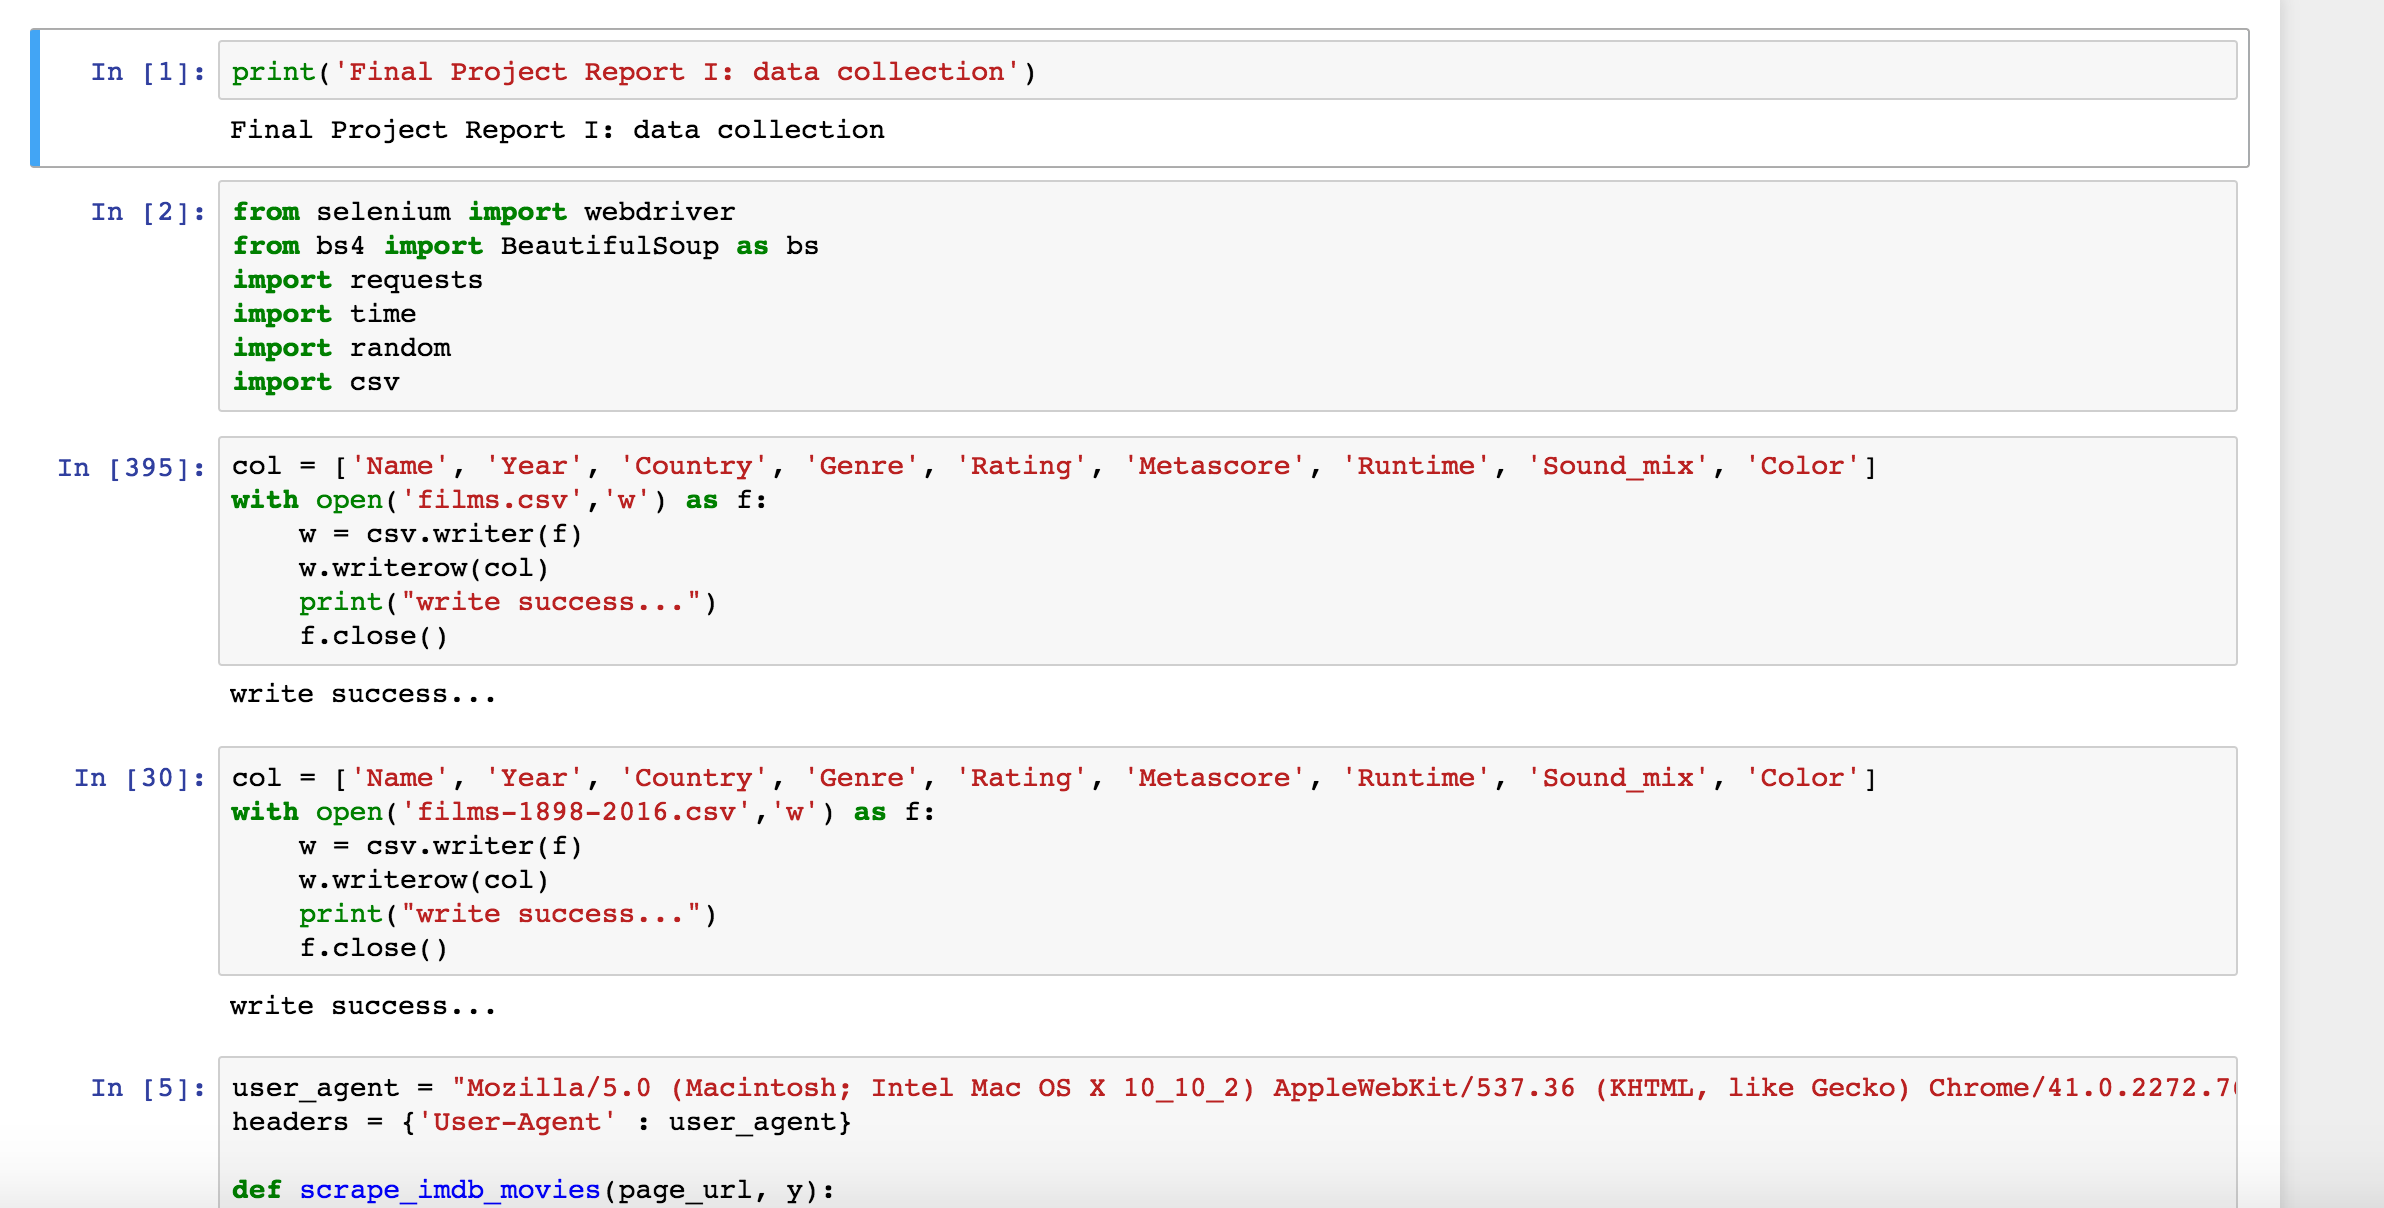 In [1]: print('Final Project Report I: data collection')
Final Project Report I: data collection
In [2]: from selenium import webdriver
from bs4 import BeautifulSoup as bs
import requests
import time
import random
import csv
In [395]: col = ['Name', 'Year', 'Country', 'Genre', 'Rating', 'Metascore', 'Runtime', 'Sound_mix', 'Color']
with open('films.csv','w') as f:
    w = csv.writer(f)
    w.writerow(col)
    print("write success...")
    f.close()
write success...
In [30]: col = ['Name', 'Year', 'Country', 'Genre', 'Rating', 'Metascore', 'Runtime', 'Sound_mix', 'Color']
with open('films-1898-2016.csv','w') as f:
    w = csv.writer(f)
    w.writerow(col)
    print("write success...")
    f.close()
write success...
In [5]: user_agent = "Mozilla/5.0 (Macintosh; Intel Mac OS X 10_10_2) AppleWebKit/537.36 (KHTML, like Gecko) Chrome/41.0.2272.7
headers = {'User-Agent' : user_agent}
def scrape_imdb_movies(page_url, y):